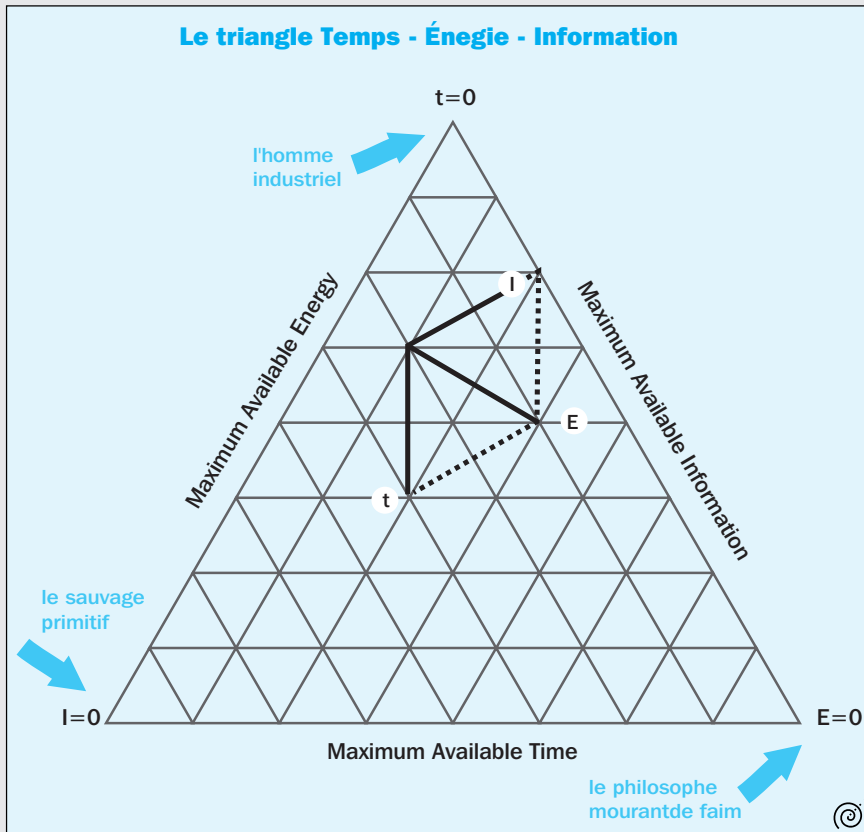 Le triangle Temps - Énegie - Information
t=0
l'homme
industriel
I
Maximum Available Energy
Maximum Available Information
E
t
le sauvage
primitif
I=0
E=0
Maximum Available Time
le philosophe
mourantde faim